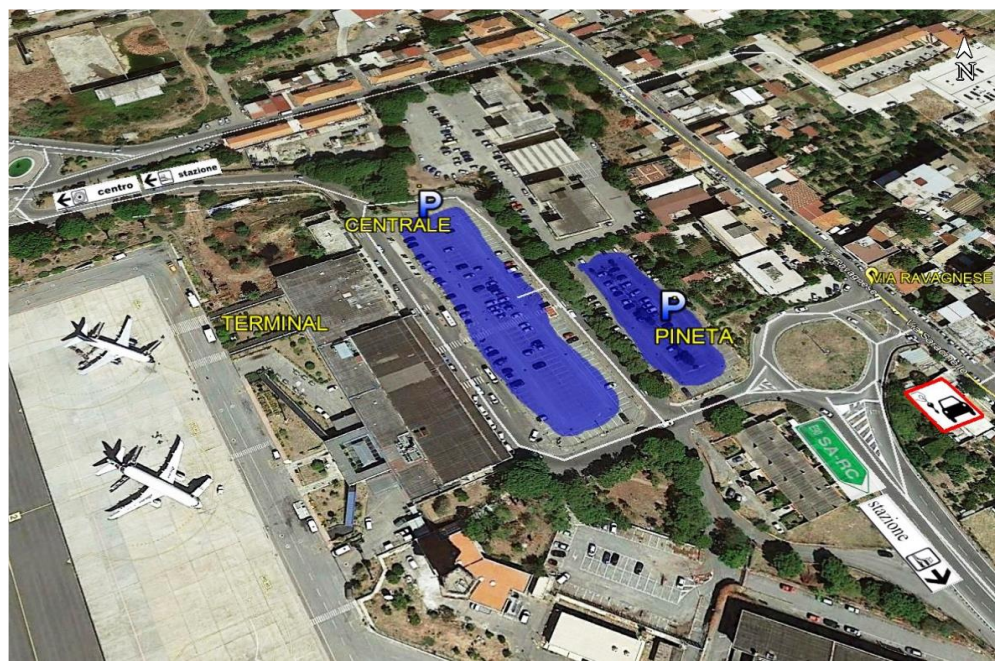 N
centro
stazione
P
CENTRALE
VIA RAVAGNESE
TERMINAL
P
PINETA
SA-RC
stazione